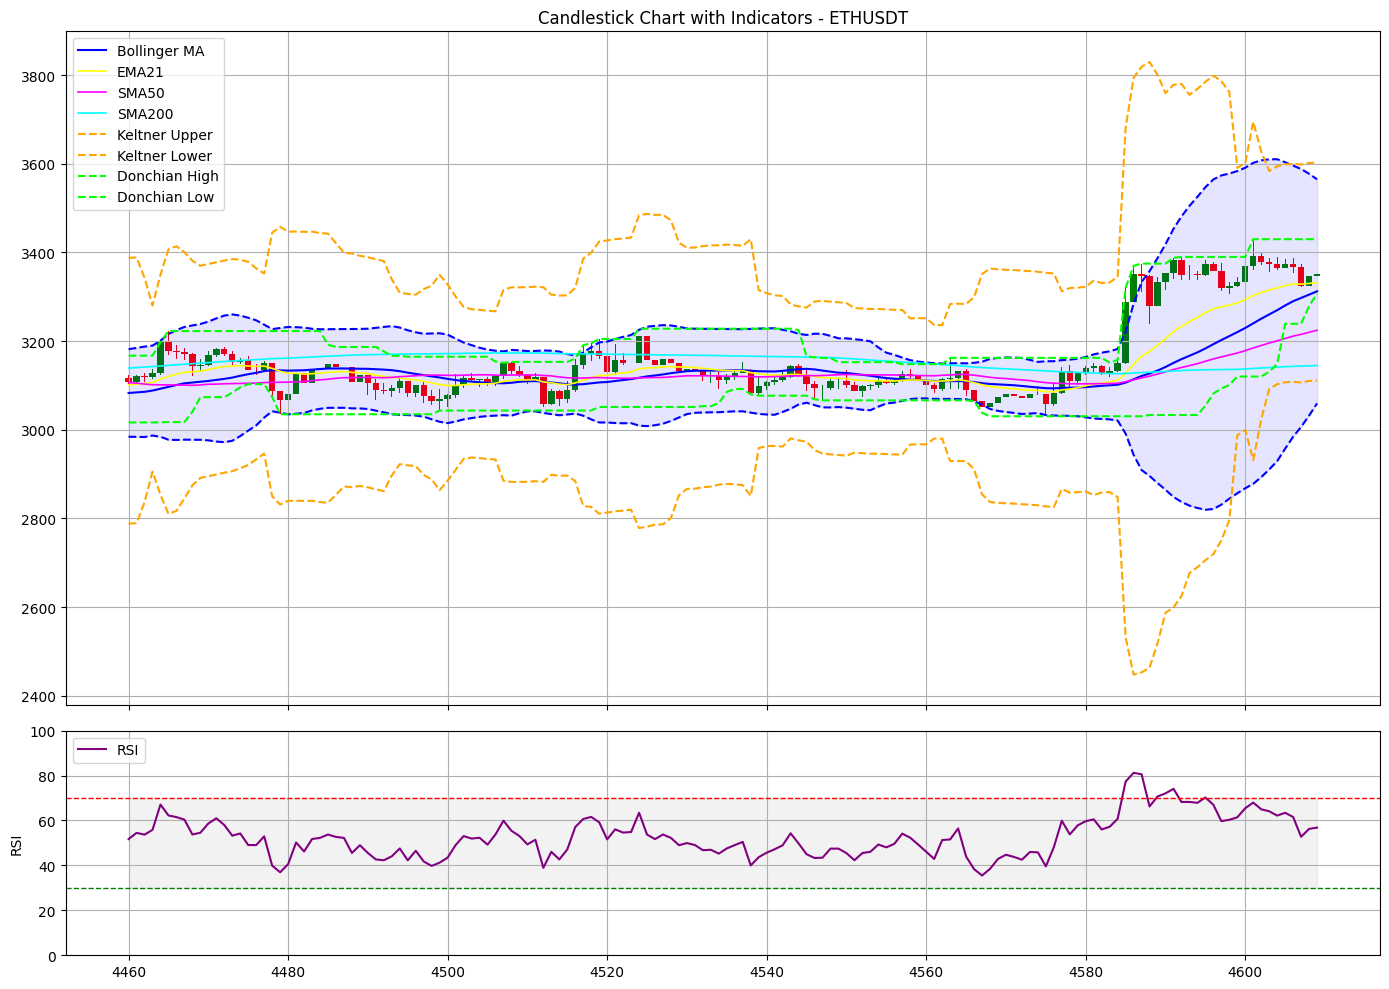 Candlestick Chart with Indicators - ETHUSDT
Bollinger MA
EMA21
SMA50
SMA200
Keltner Upper
Keltner Lower
Donchian High
Donchian Low
3800
3600
3400
3200
3000
2800
2600
2400
RSI
100
80
60
40
20
0
RSI
4460
4480
4500
4520
4540
4560
4580
4600